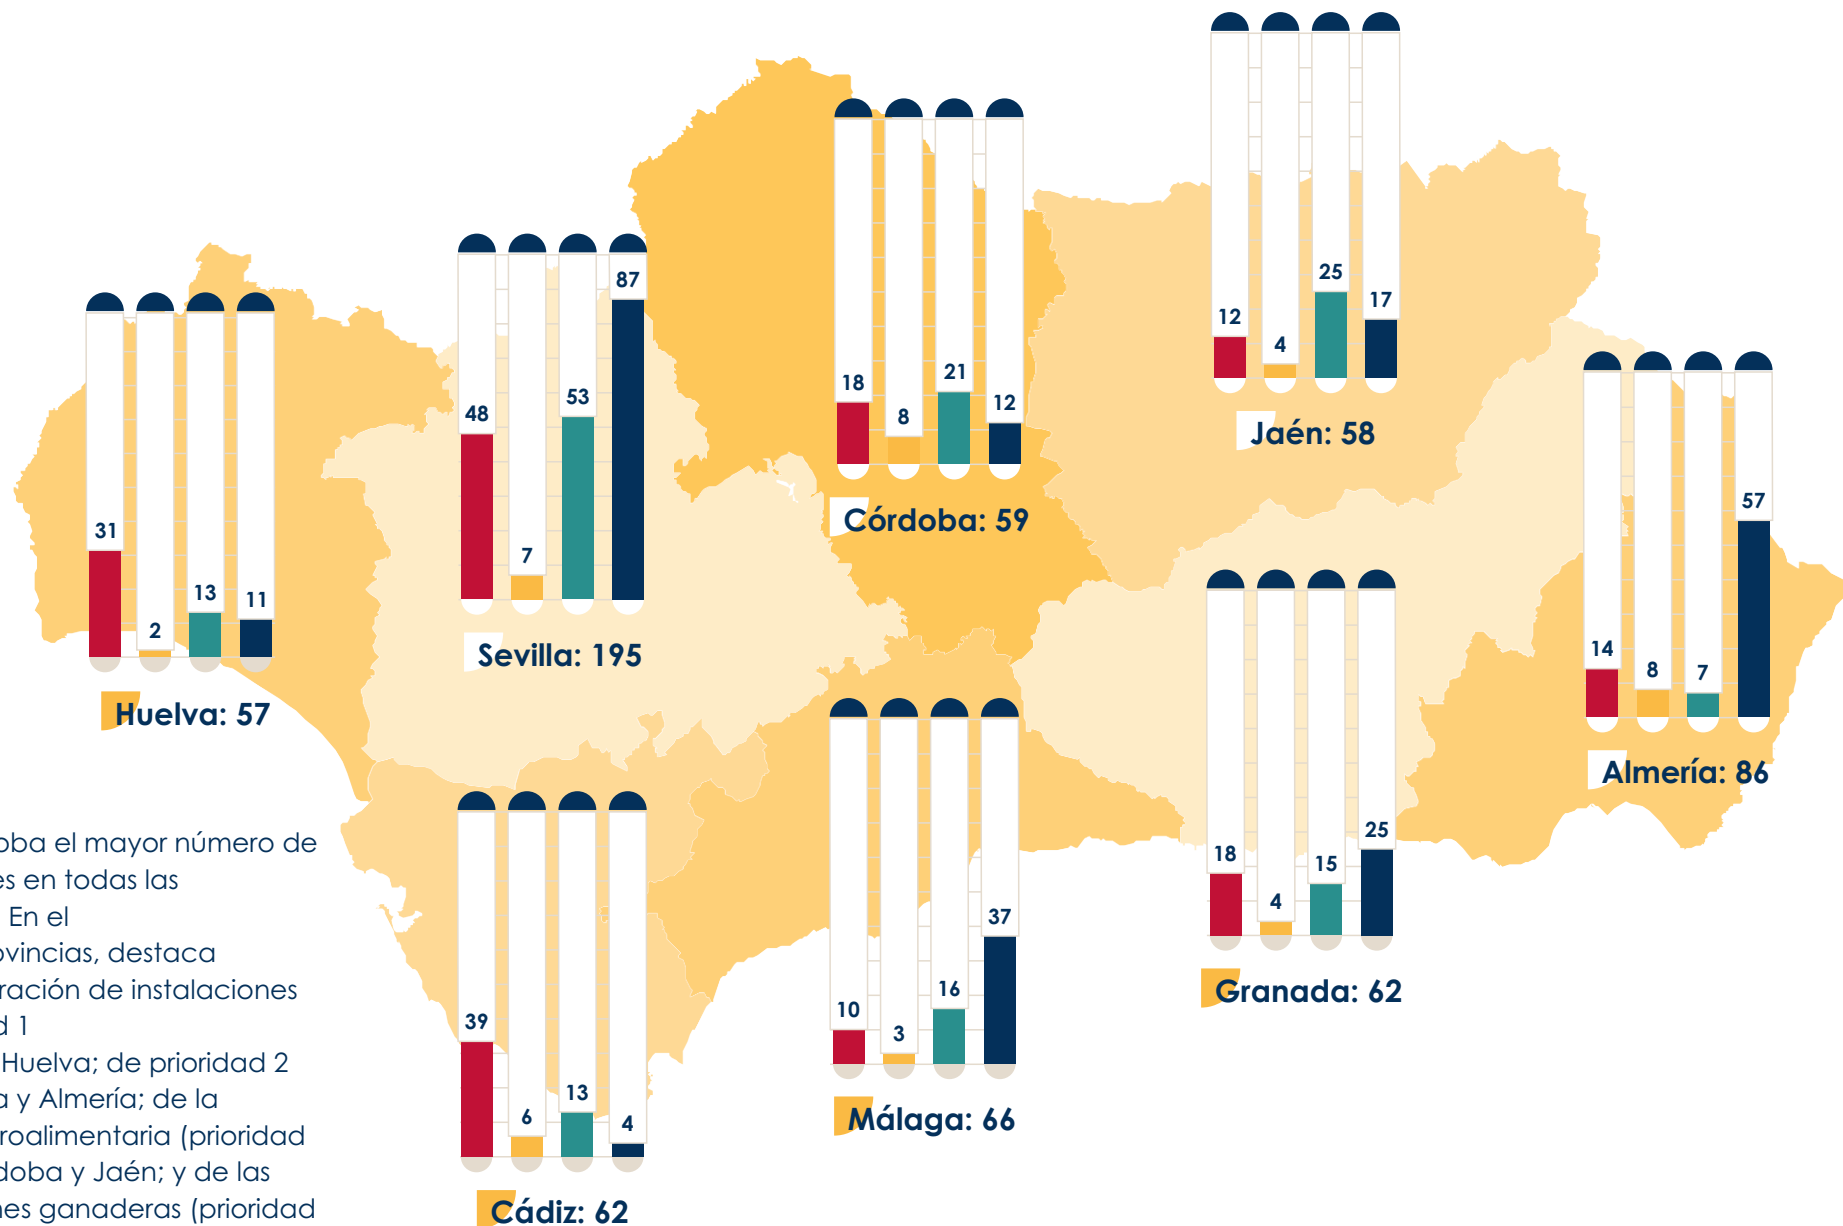 12
4
25
17
Jaén: 58
18
8
21
12
Córdoba: 59
48
7
53
87
Sevilla: 195
31
2
13
11
Huelva: 57
14
8
7
57
Almería: 86
18
4
15
25
Granada: 62
10
3
16
37
Málaga: 66
39
6
13
4
Cádiz: 62
oba el mayor número de
es en todas las
. En el
ovincias, destaca
ración de instalaciones
d 1
Huelva; de prioridad 2
a y Almería; de la
roalimentaria (prioridad
doba y Jaén; y de las
nes ganaderas (prioridad